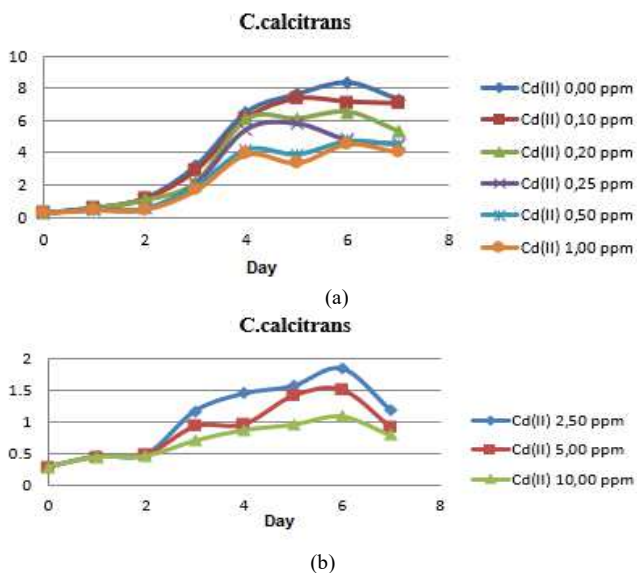 C.calcitrans
10
8
6
4
2
0
0 2 4 6 8
Day
Cd(II) 0,00 ppm
Cd(II) 0,10 ppm
Cd(II) 0,20 ppm
Cd(II) 0,25 ppm
Cd(II) 0,50 ppm
Cd(II) 1,00 ppm
(a)
C.calcitrans
2
1.5
1
0.5
0
0 2 4 6 8
Day
Cd(II) 2,50 ppm
Cd(II) 5,00 ppm
Cd(II) 10,00 ppm
(b)